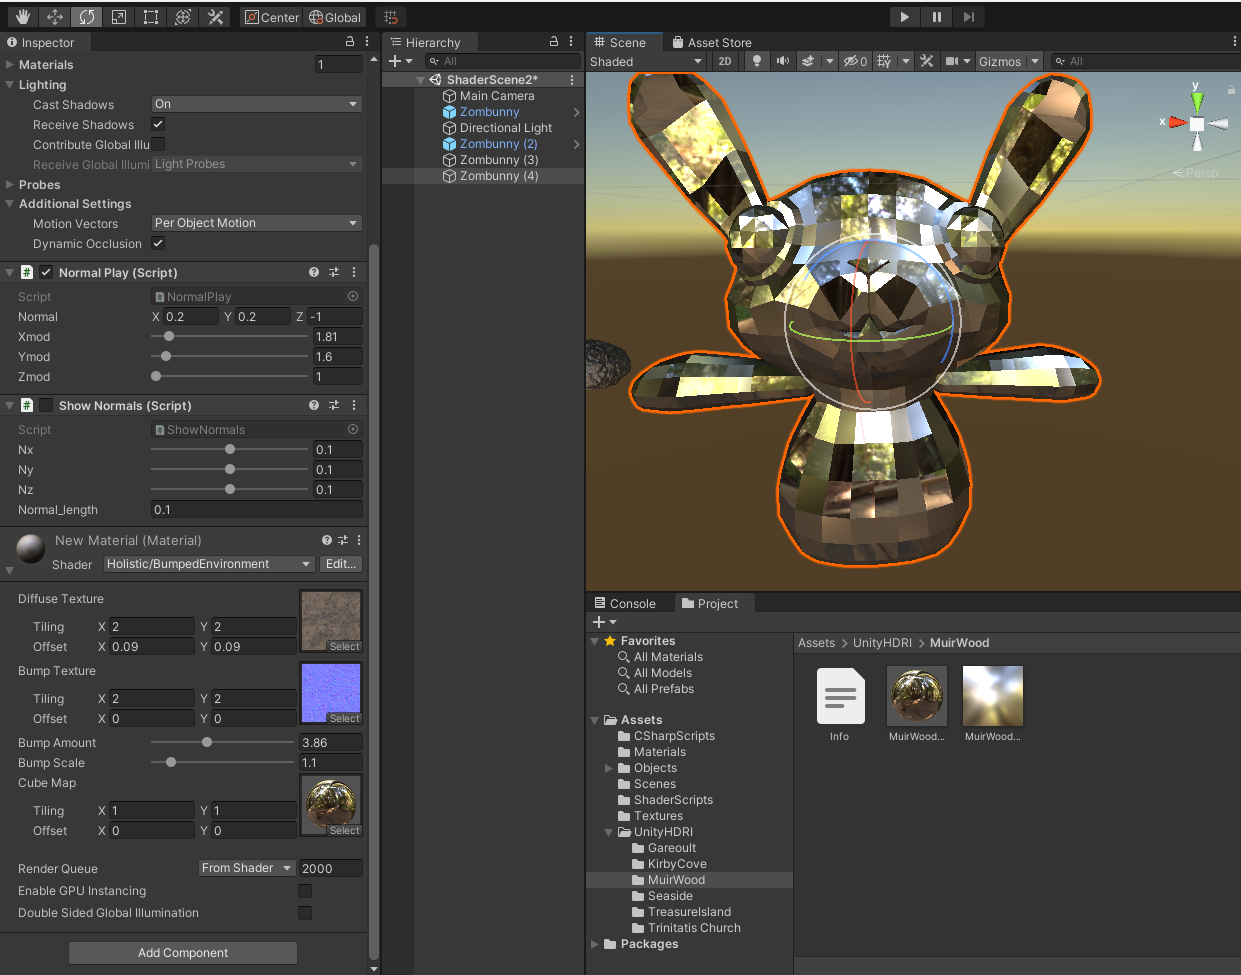 Center
Global
Inspector
Materials 1
Lighting
Cast Shadows On
Receive Shadows
Contribute Global Illu
Receive Global Illumi Light Probes
Probes
Additional Settings
Motion Vectors Per Object Motion
Dynamic Occlusion
# Normal Play (Script)
Script NormalPlay
Normal X 0.2 Y 0.2 Z -1
Xmod 1.81
Ymod 1.6
Zmod 1
# Show Normals (Script)
Script ShowNormals
Nx 0.1
Ny 0.1
Nz 0.1
Normal_length 0.1
New Material (Material)
Shader Holistic/BumpedEnvironment Edit...
Diffuse Texture
Tiling X 2 Y 2
Offset X 0.09 Y 0.09
Select
Bump Texture
Tiling X 2 Y 2
Offset X 0 Y 0
Select
Bump Amount 3.86
Bump Scale 1.1
Cube Map
Tiling X 1 Y 1
Offset X 0 Y 0
Select
Render Queue From Shader 2000
Enable GPU Instancing
Double Sided Global Illumination
Add Component
Hierarchy
All
ShaderScene2*
Main Camera
Zombunny
Directional Light
Zombunny (2)
Zombunny (3)
Zombunny (4)
Scene
Asset Store
Shaded 2D 0 Gizmos All
y
x
Persp
Console
Project
Favorites
All Materials
All Models
All Prefabs
Assets
CSharpScripts
Materials
Objects
Scenes
ShaderScripts
Textures
UnityHDRI
Gareoult
KirbyCove
MuirWood
Seaside
TreasureIsland
Trinitatis Church
Packages
Assets > UnityHDRI > MuirWood
Info
MuirWood...
MuirWood...